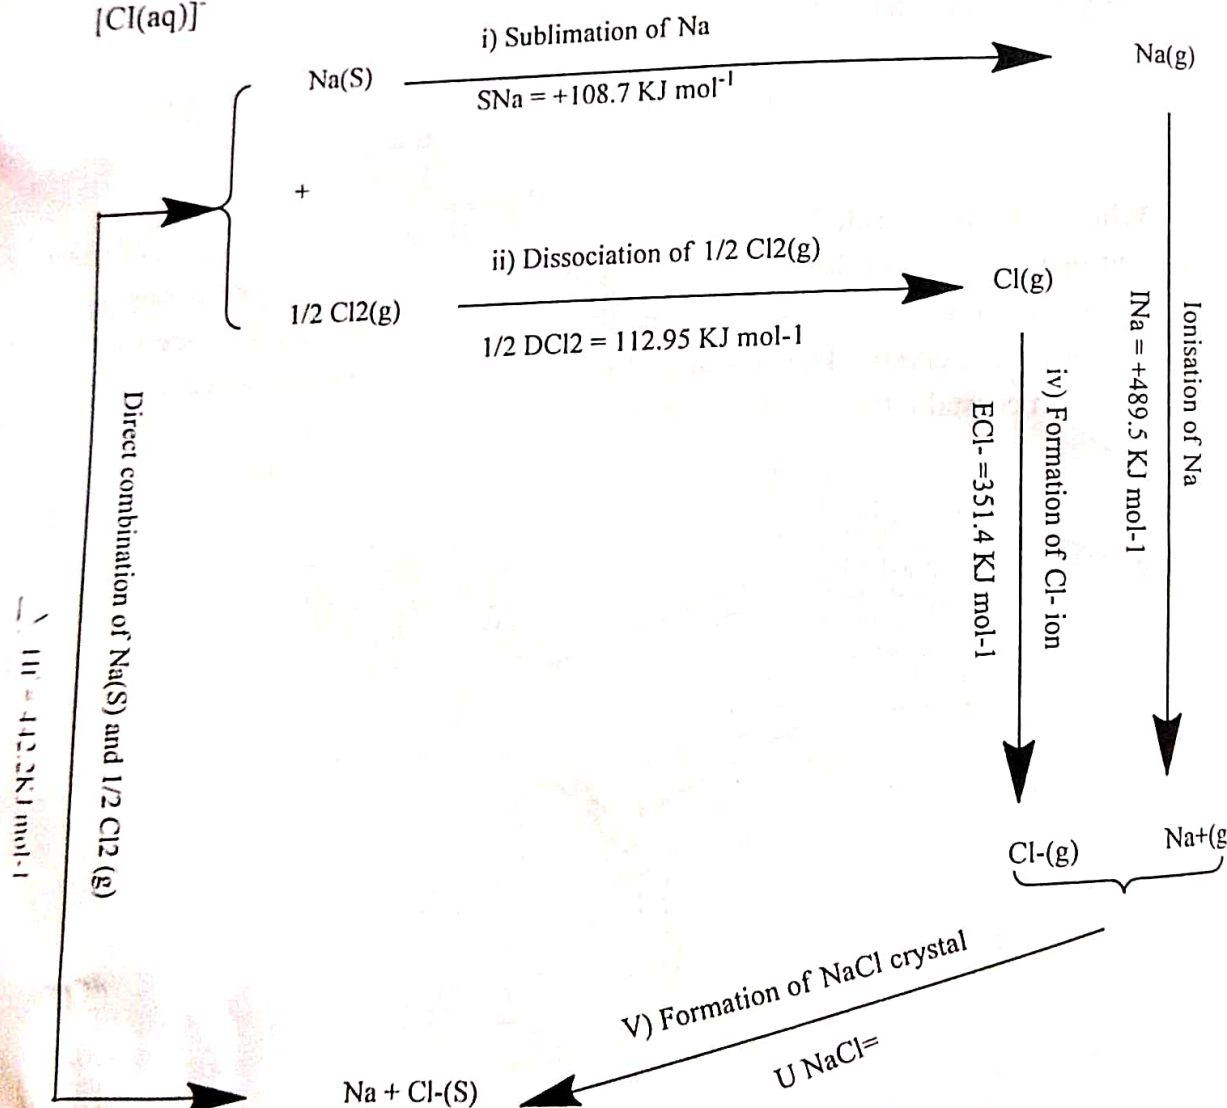 [Cl(aq)]⁻
i) Sublimation of Na
Na(S)
Na(g)
SNa = +108.7 KJ mol⁻¹
+
ii) Dissociation of 1/2 Cl2(g)
Cl(g)
1/2 Cl2(g)
1/2 DCl2 = 112.95 KJ mol-1
Ionisation of Na
INa = +489.5 KJ mol-1
iv) Formation of Cl- ion
ECl- =351.4 KJ mol-1
Direct combination of Na(S) and 1/2 Cl2 (g)
KJ mol-1
Cl-(g)
Na+(g
V) Formation of NaCl crystal
U NaCl=
Na + Cl-(S)